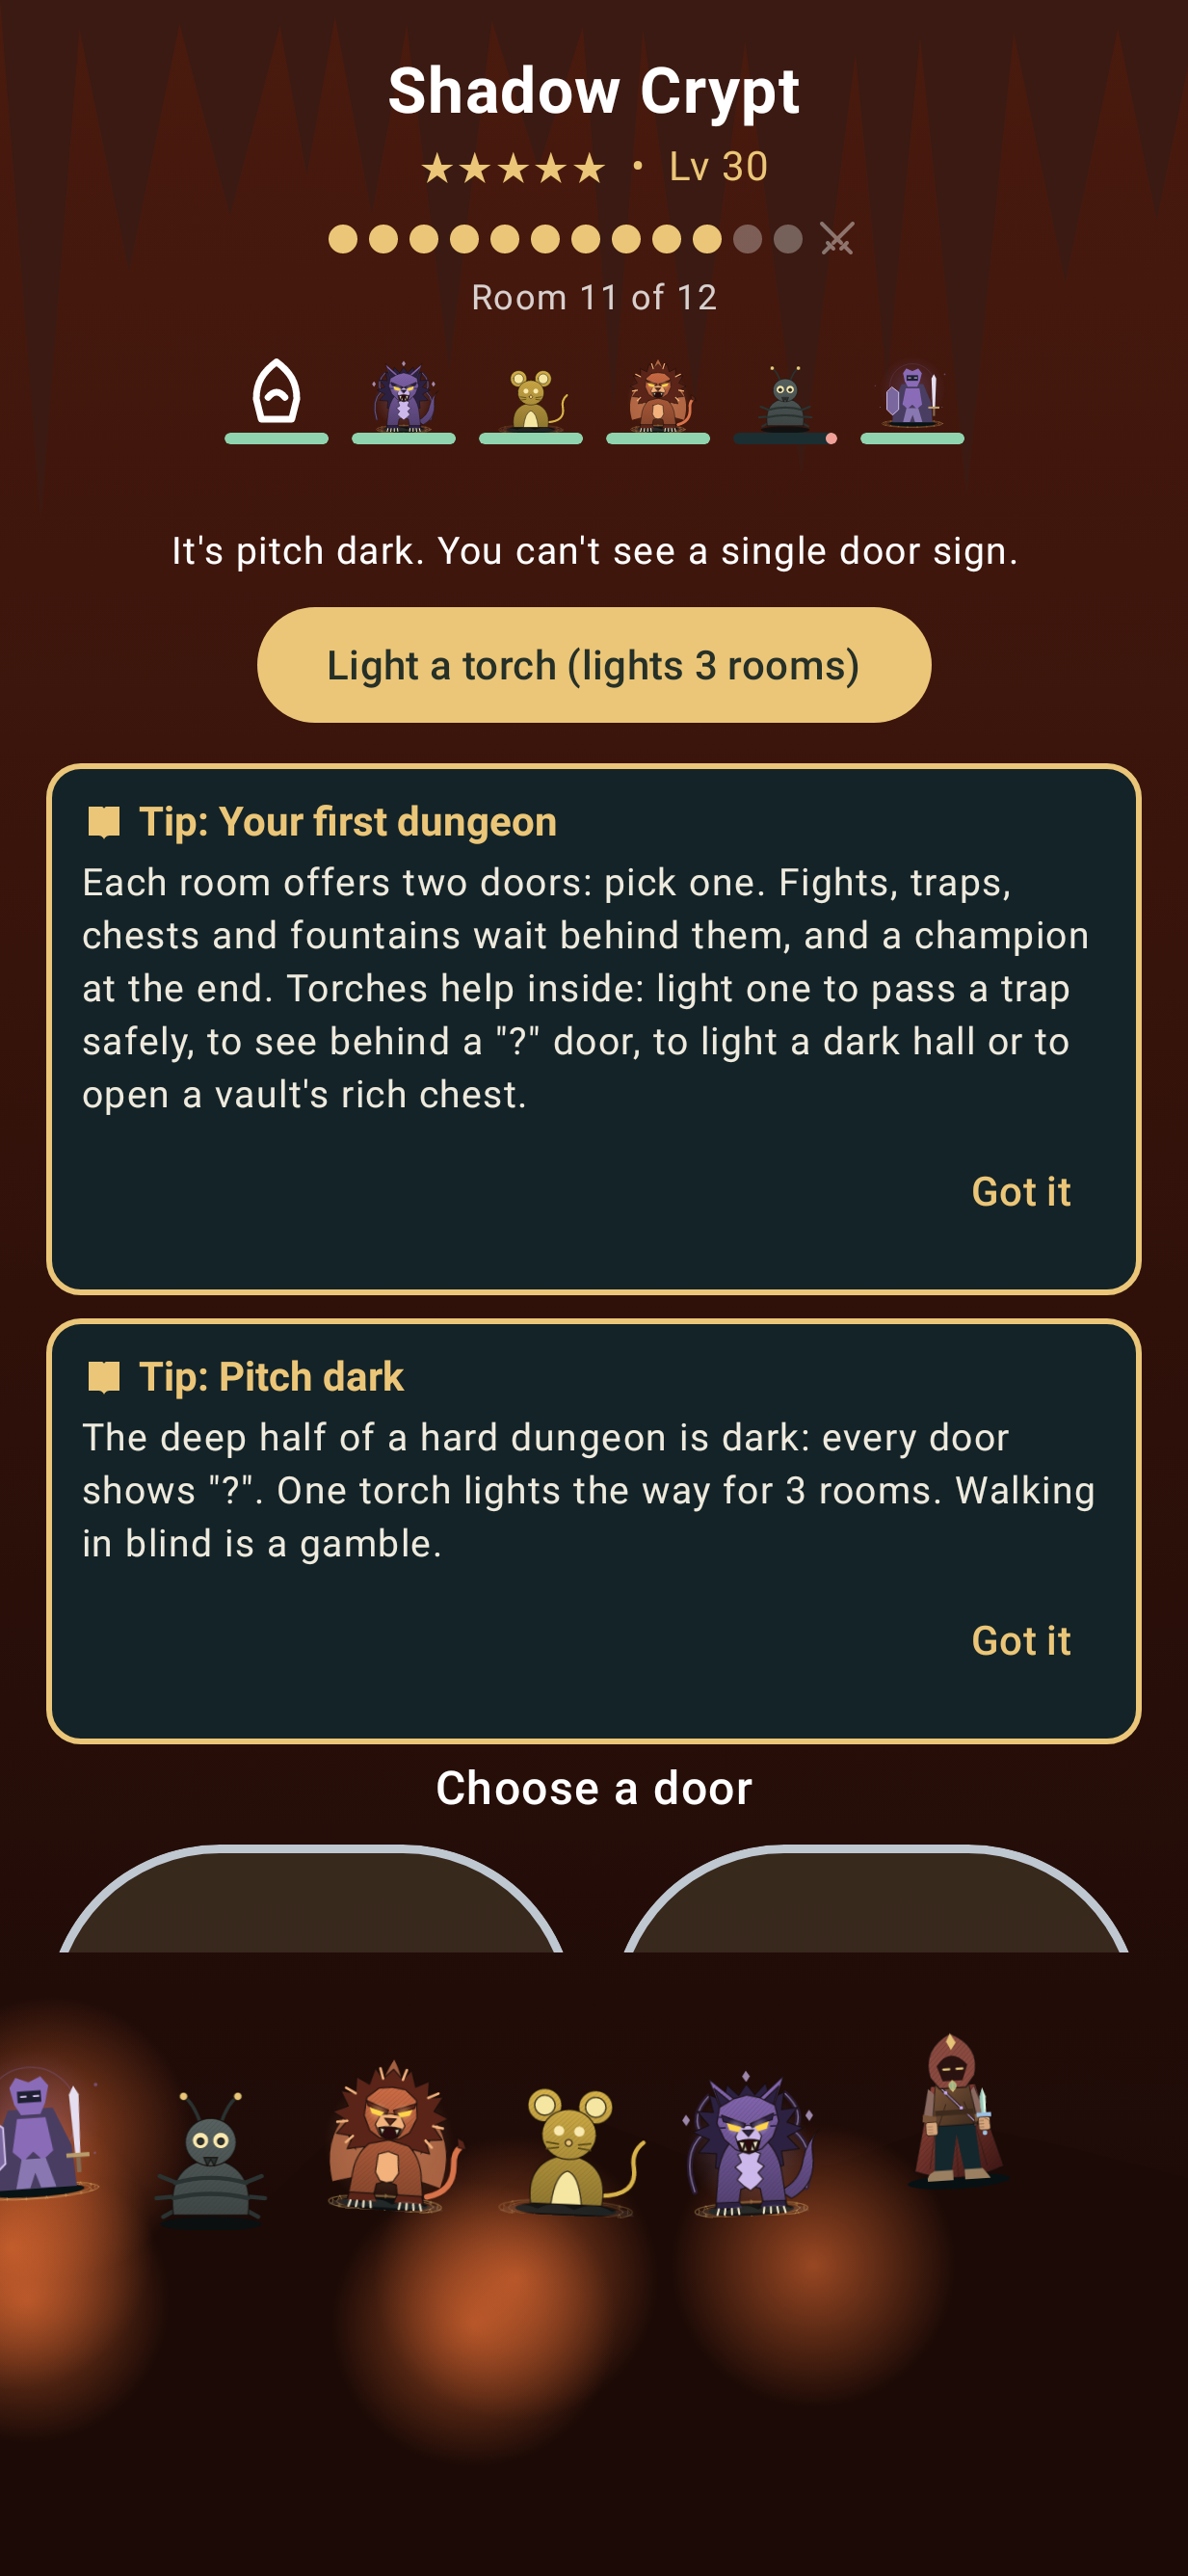 Shadow Crypt
★★★★★ • Lv 30
Room 11 of 12
It's pitch dark. You can't see a single door sign.
Light a torch (lights 3 rooms)
Tip: Your first dungeon
Each room offers two doors: pick one. Fights, traps,
chests and fountains wait behind them, and a champion
at the end. Torches help inside: light one to pass a trap
safely, to see behind a "?" door, to light a dark hall or to
open a vault's rich chest.
Got it
Tip: Pitch dark
The deep half of a hard dungeon is dark: every door
shows "?". One torch lights the way for 3 rooms. Walking
in blind is a gamble.
Got it
Choose a door